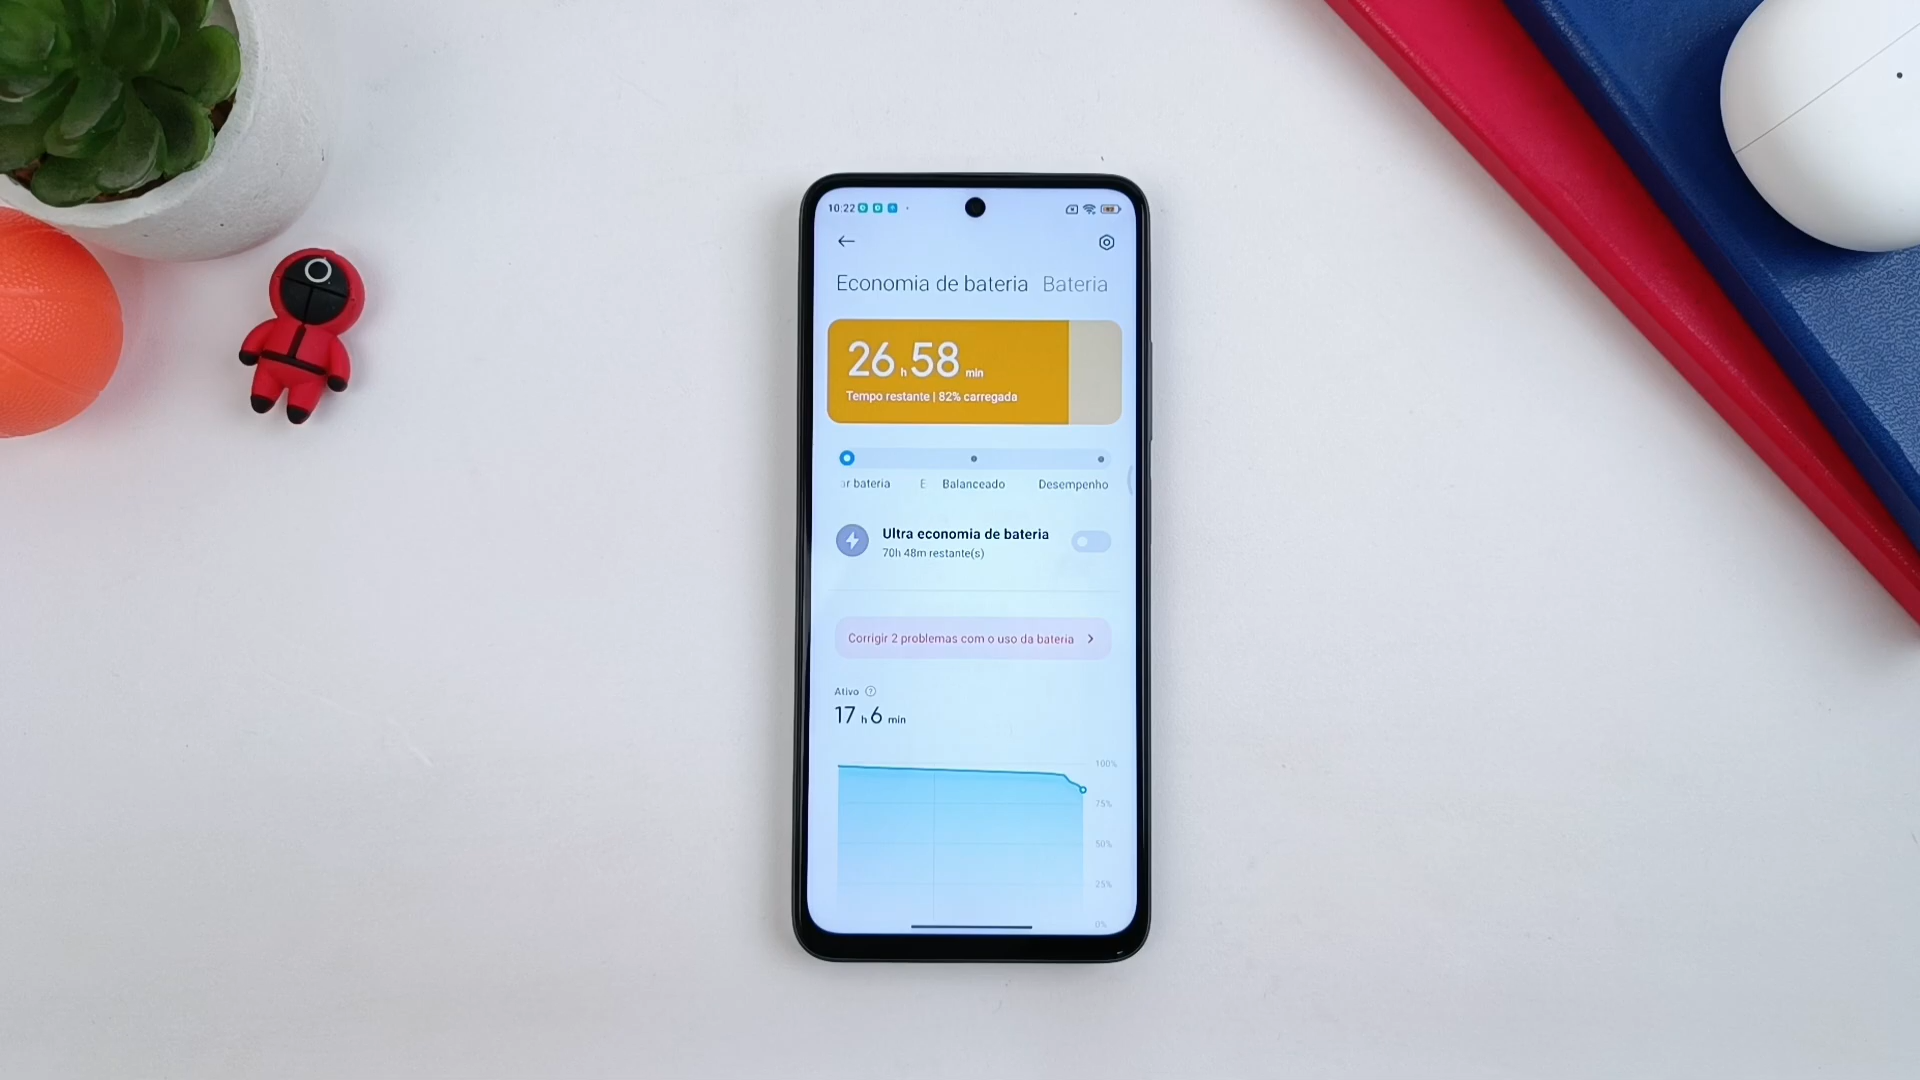 10:22
Economia de bateria Bateria
26 h 58 min
Tempo restante | 82% carregada
ar bateria E Balanceado Desempenho
Ultra economia de bateria
70h 48m restante(s)
Corrigir 2 problemas com o uso da bateria
Ativo
17 h 6 min
100%
75%
50%
25%
0%